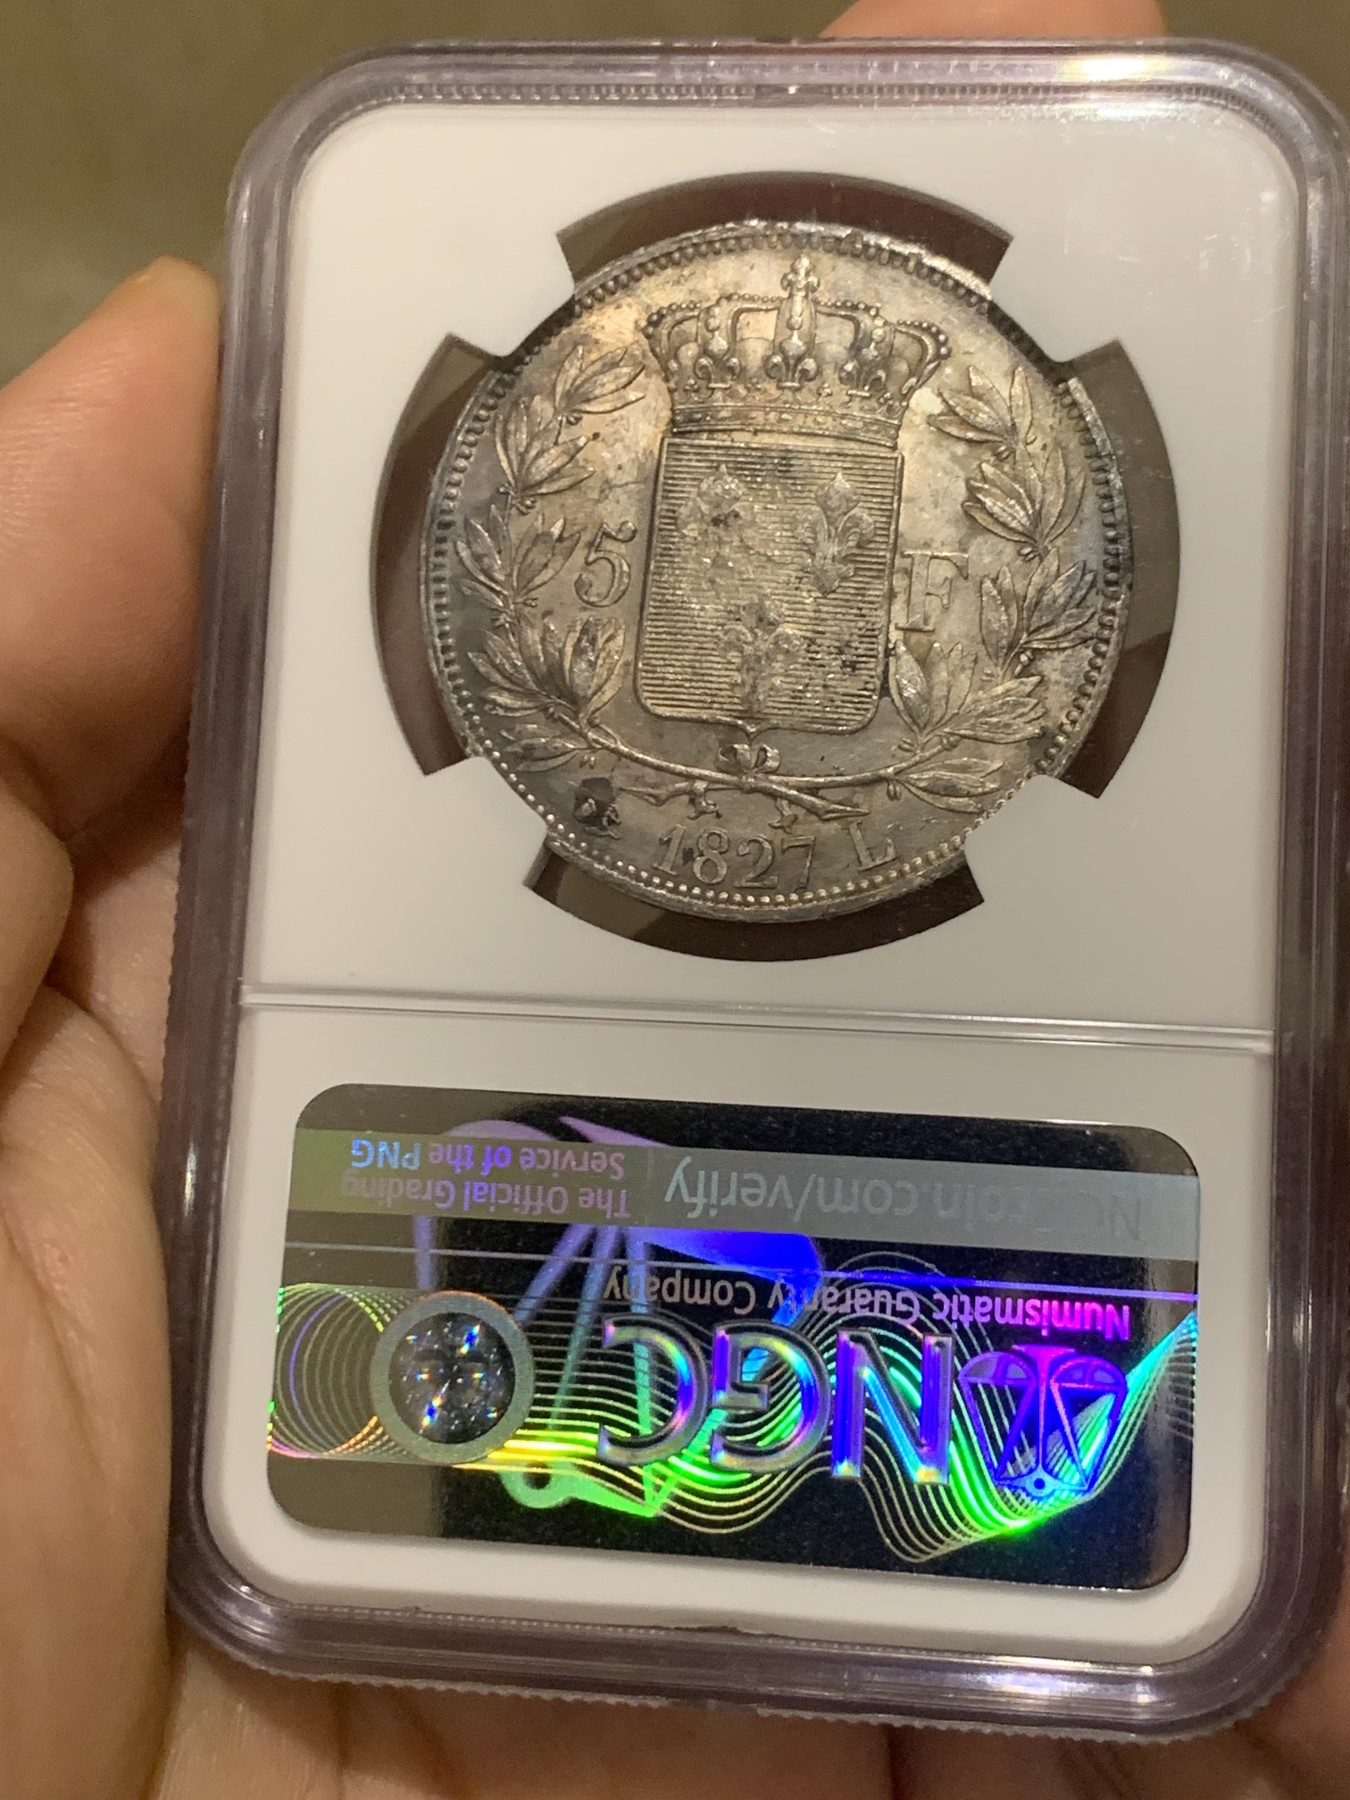 5 F
1827 L
NGC
Numismatic Guaranty Company
NGCcoin.com/verify
The Official Grading
Service of the PNG